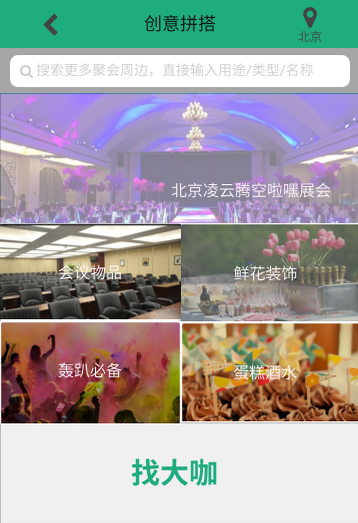 创意拼搭
北京
搜索更多聚会周边，直接输入用途/类型/名称
北京凌云腾空啦嘿展会
会议物品
鲜花装饰
轰趴必备
蛋糕酒水
找大咖